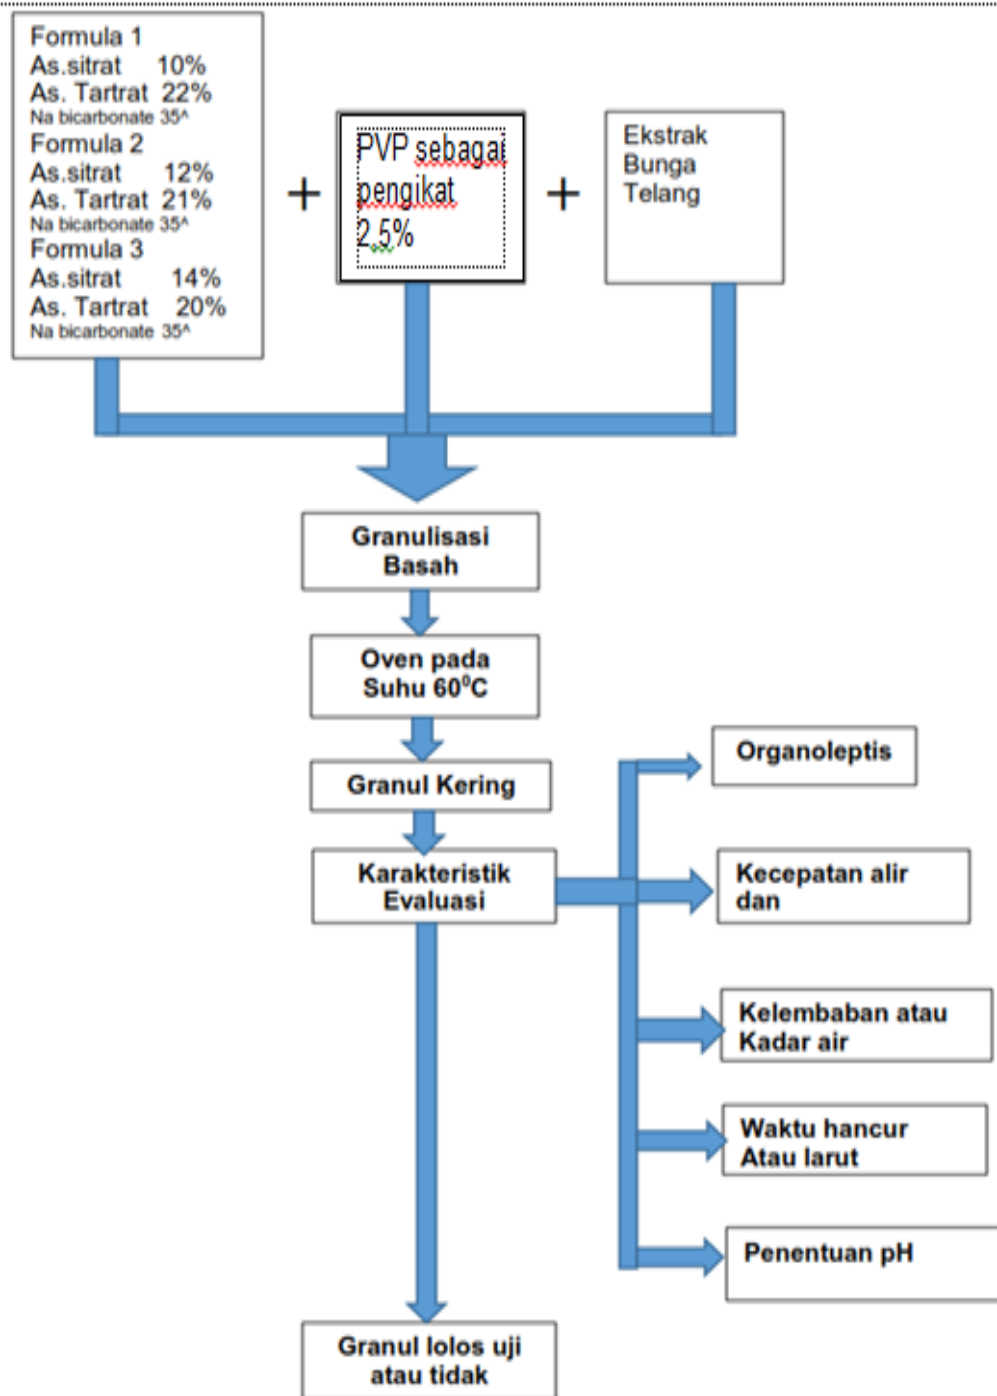 Formula 1
As.sitrat 10%
As. Tartrat 22%
Na bicarbonate 35^
Formula 2
As.sitrat 12%
As. Tartrat 21%
Na bicarbonate 35^
Formula 3
As.sitrat 14%
As. Tartrat 20%
Na bicarbonate 35^
+
PVP sebagai
pengikat
2,5%
+
Ekstrak
Bunga
Telang
Granulisasi
Basah
Oven pada
Suhu 60⁰C
Granul Kering
Karakteristik
Evaluasi
Organoleptis
Kecepatan alir
dan
Kelembaban atau
Kadar air
Waktu hancur
Atau larut
Penentuan pH
Granul lolos uji
atau tidak